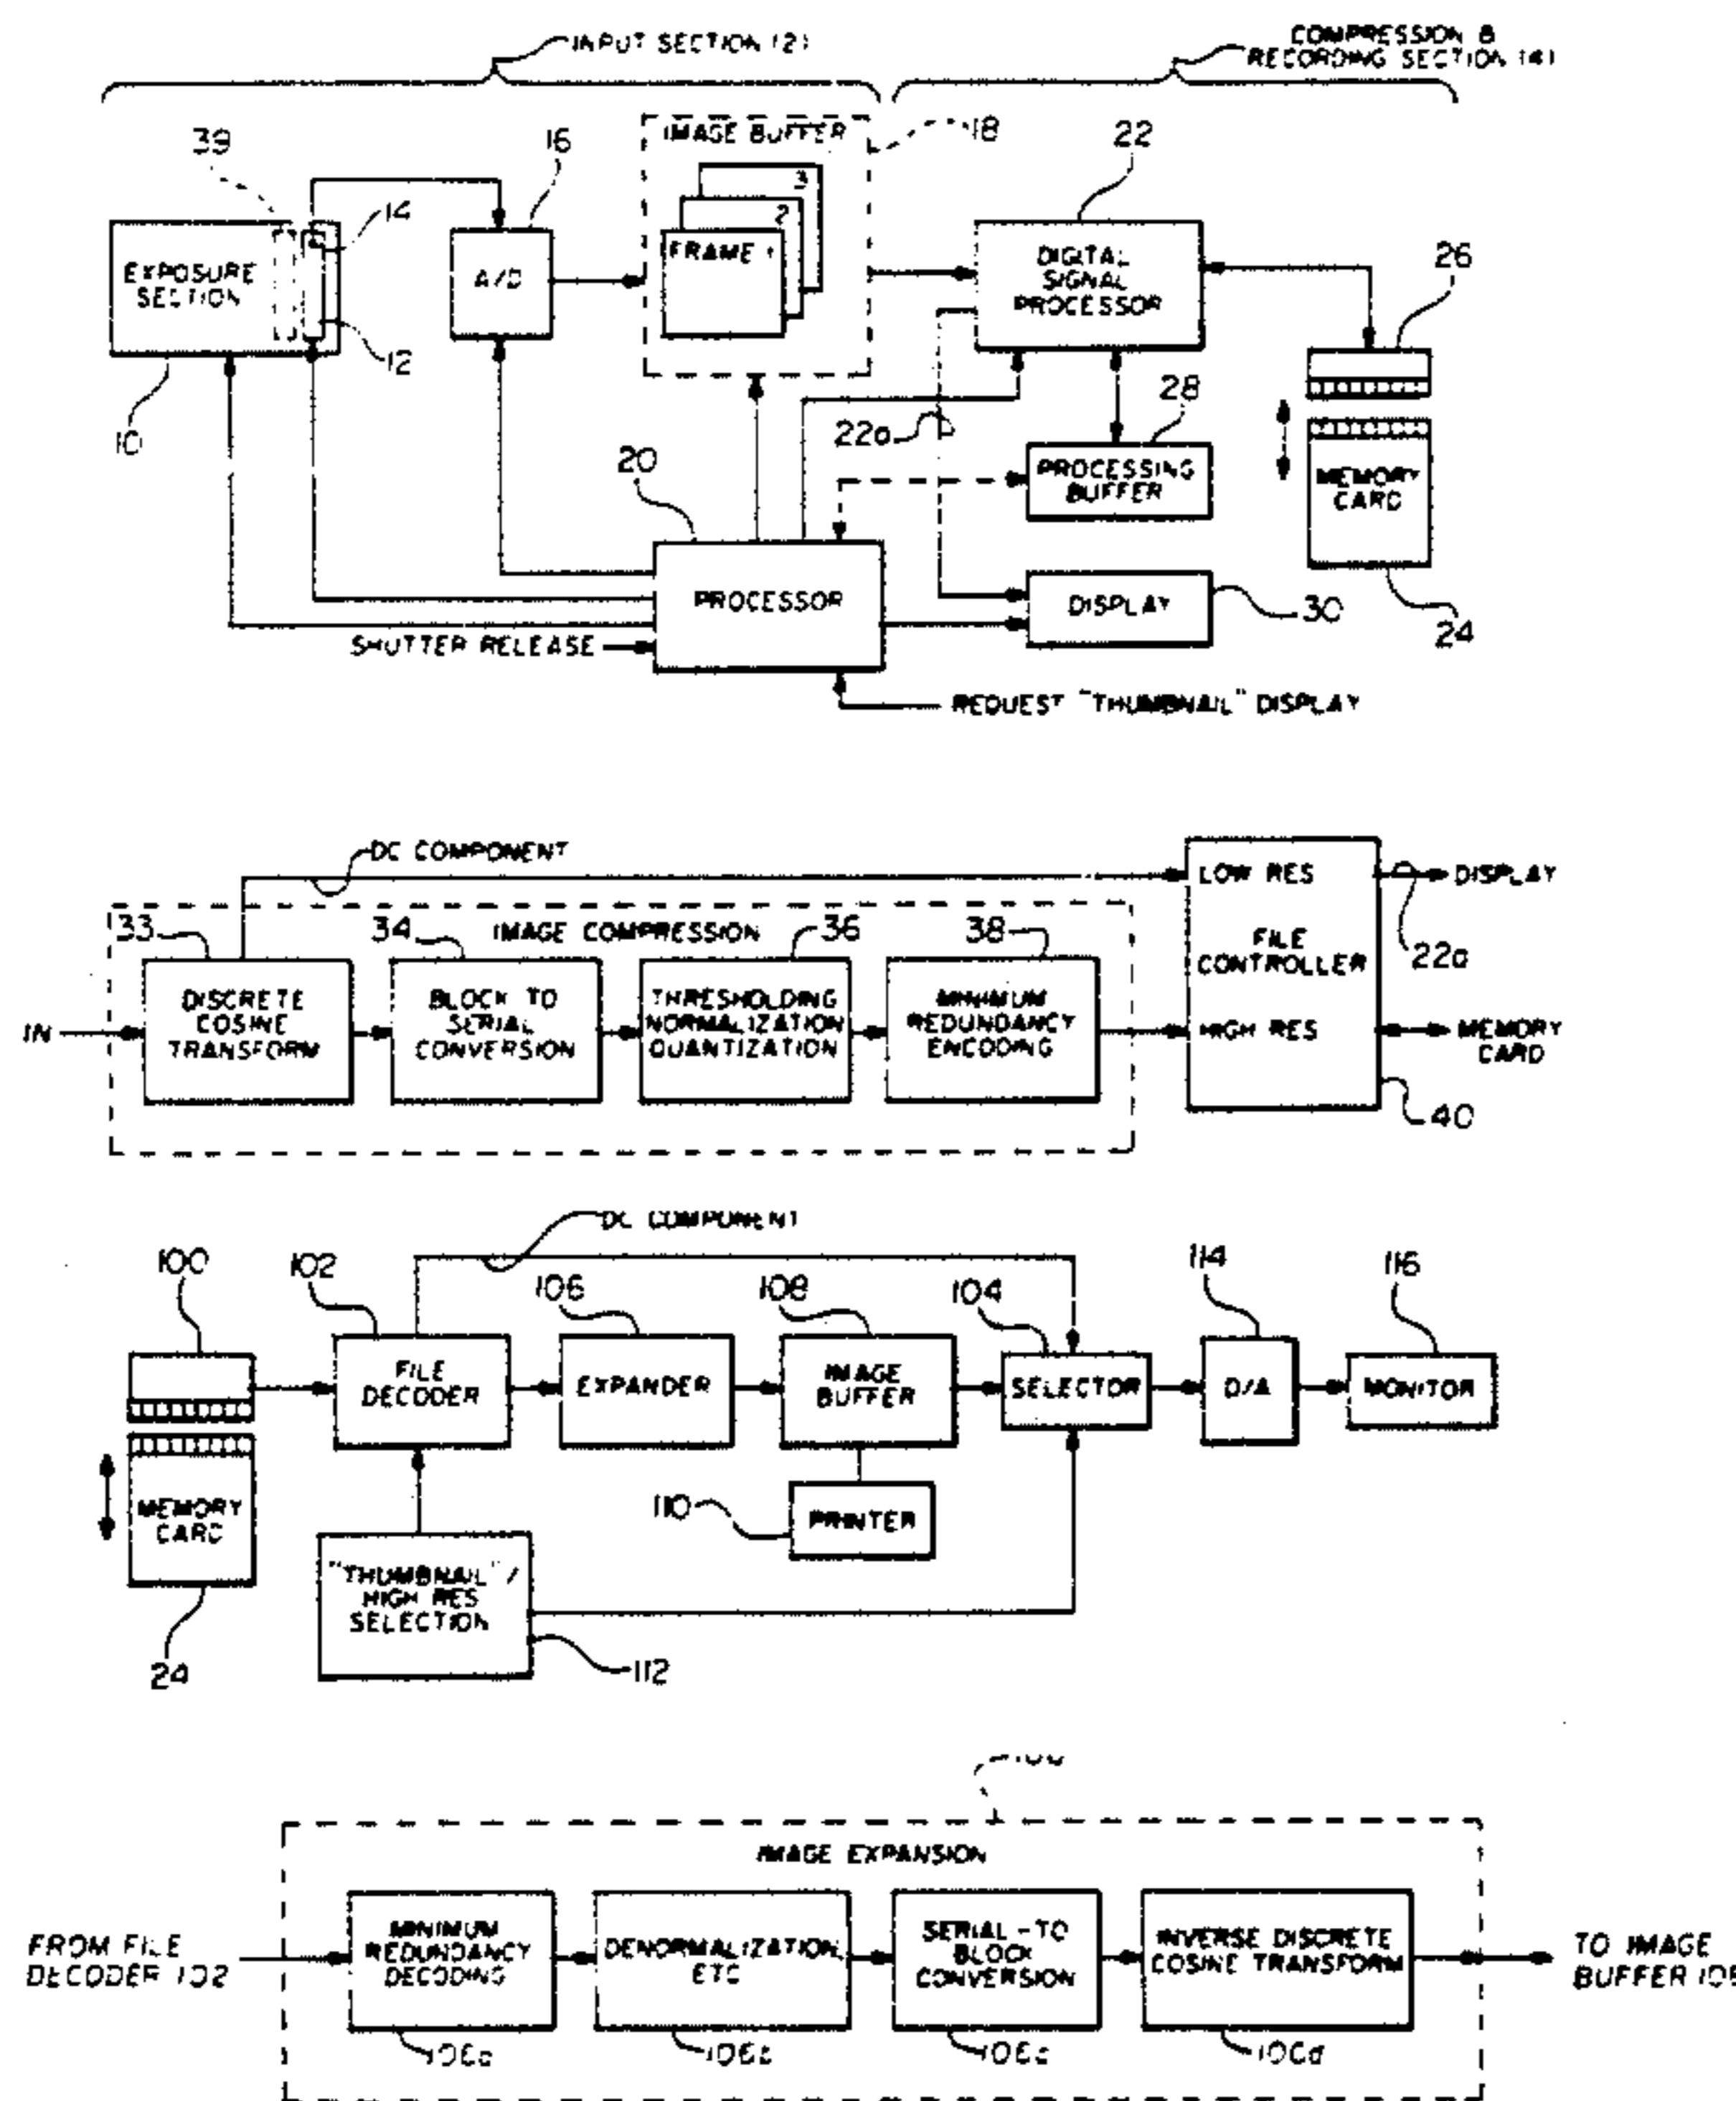 INPUT SECTION (2)
COMPRESSION &
RECORDING SECTION (4)
39
14
16
IMAGE BUFFER
18
22
3
2
FRAME 1
EXPOSURE
SECTION
A/D
DIGITAL
SIGNAL
PROCESSOR
26
12
10
20
22a
28
PROCESSING
BUFFER
MEMORY
CARD
PROCESSOR
DISPLAY
30
24
SHUTTER RELEASE
REQUEST "THUMBNAIL" DISPLAY
DC COMPONENT
LOW RES
DISPLAY
33
34
IMAGE COMPRESSION
36
38
FILE
CONTROLLER
22a
IN
DISCRETE
COSINE
TRANSFORM
BLOCK TO
SERIAL
CONVERSION
THRESHOLDING
NORMALIZATION
QUANTIZATION
MINIMUM
REDUNDANCY
ENCODING
HIGH RES
MEMORY
CARD
40
DC COMPONENT
100
102
106
108
104
114
116
FILE
DECODER
EXPANDER
IMAGE
BUFFER
SELECTOR
D/A
MONITOR
MEMORY
CARD
110
PRINTER
"THUMBNAIL"/
HIGH RES
SELECTION
24
112
IMAGE EXPANSION
FROM FILE
DECODER 102
MINIMUM
REDUNDANCY
DECODING
DENORMALIZATION,
ETC
SERIAL-TO
BLOCK
CONVERSION
INVERSE DISCRETE
COSINE TRANSFORM
TO IMAGE
BUFFER
106a
106b
106c
106d